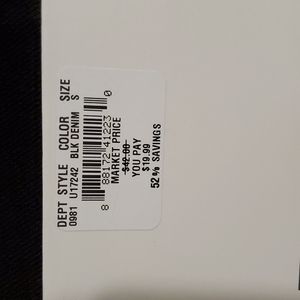 DEPT STYLE COLOR SIZE
0981 U17242 BLK DENIM S
8 88172 41223 0
MARKET PRICE
$42.00
YOU PAY
$19.99
52 % SAVINGS